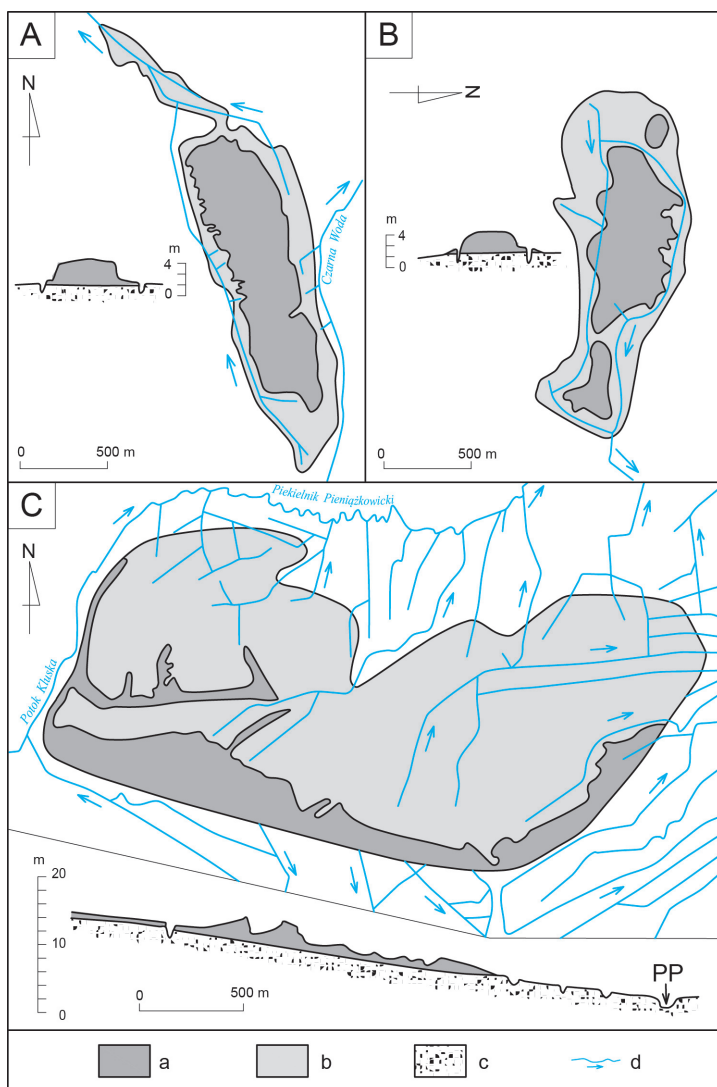 A
N
m
4
0
Czarna Woda
0 500 m
B
N
m
4
0
0 500 m
C
Piekielnik Pieniążkowicki
N
Potok Kluska
m
20
10
0
PP
0 500 m
a b c d